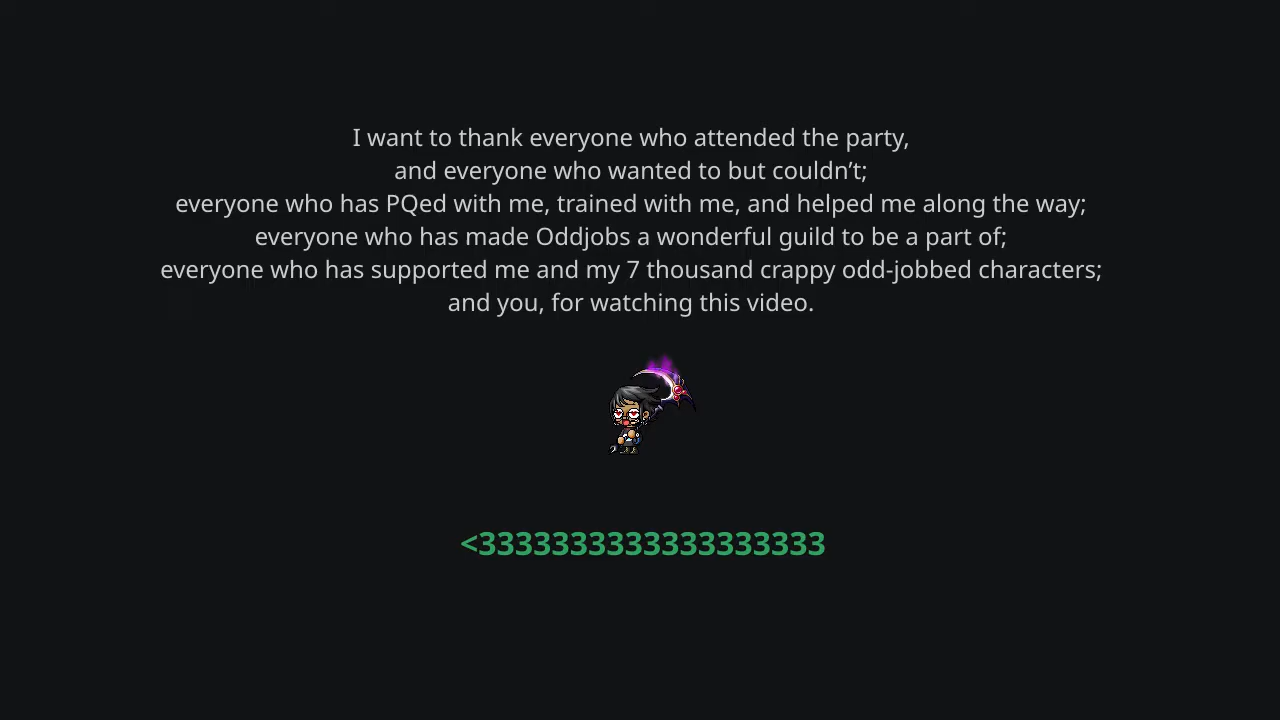 I want to thank everyone who attended the party,
and everyone who wanted to but couldn’t;
everyone who has PQed with me, trained with me, and helped me along the way;
everyone who has made Oddjobs a wonderful guild to be a part of;
everyone who has supported me and my 7 thousand crappy odd-jobbed characters;
and you, for watching this video.
<3333333333333333333